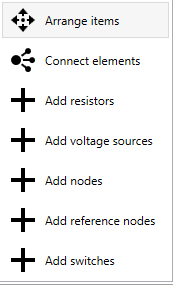 Arrange items
Connect elements
Add resistors
Add voltage sources
Add nodes
Add reference nodes
Add switches